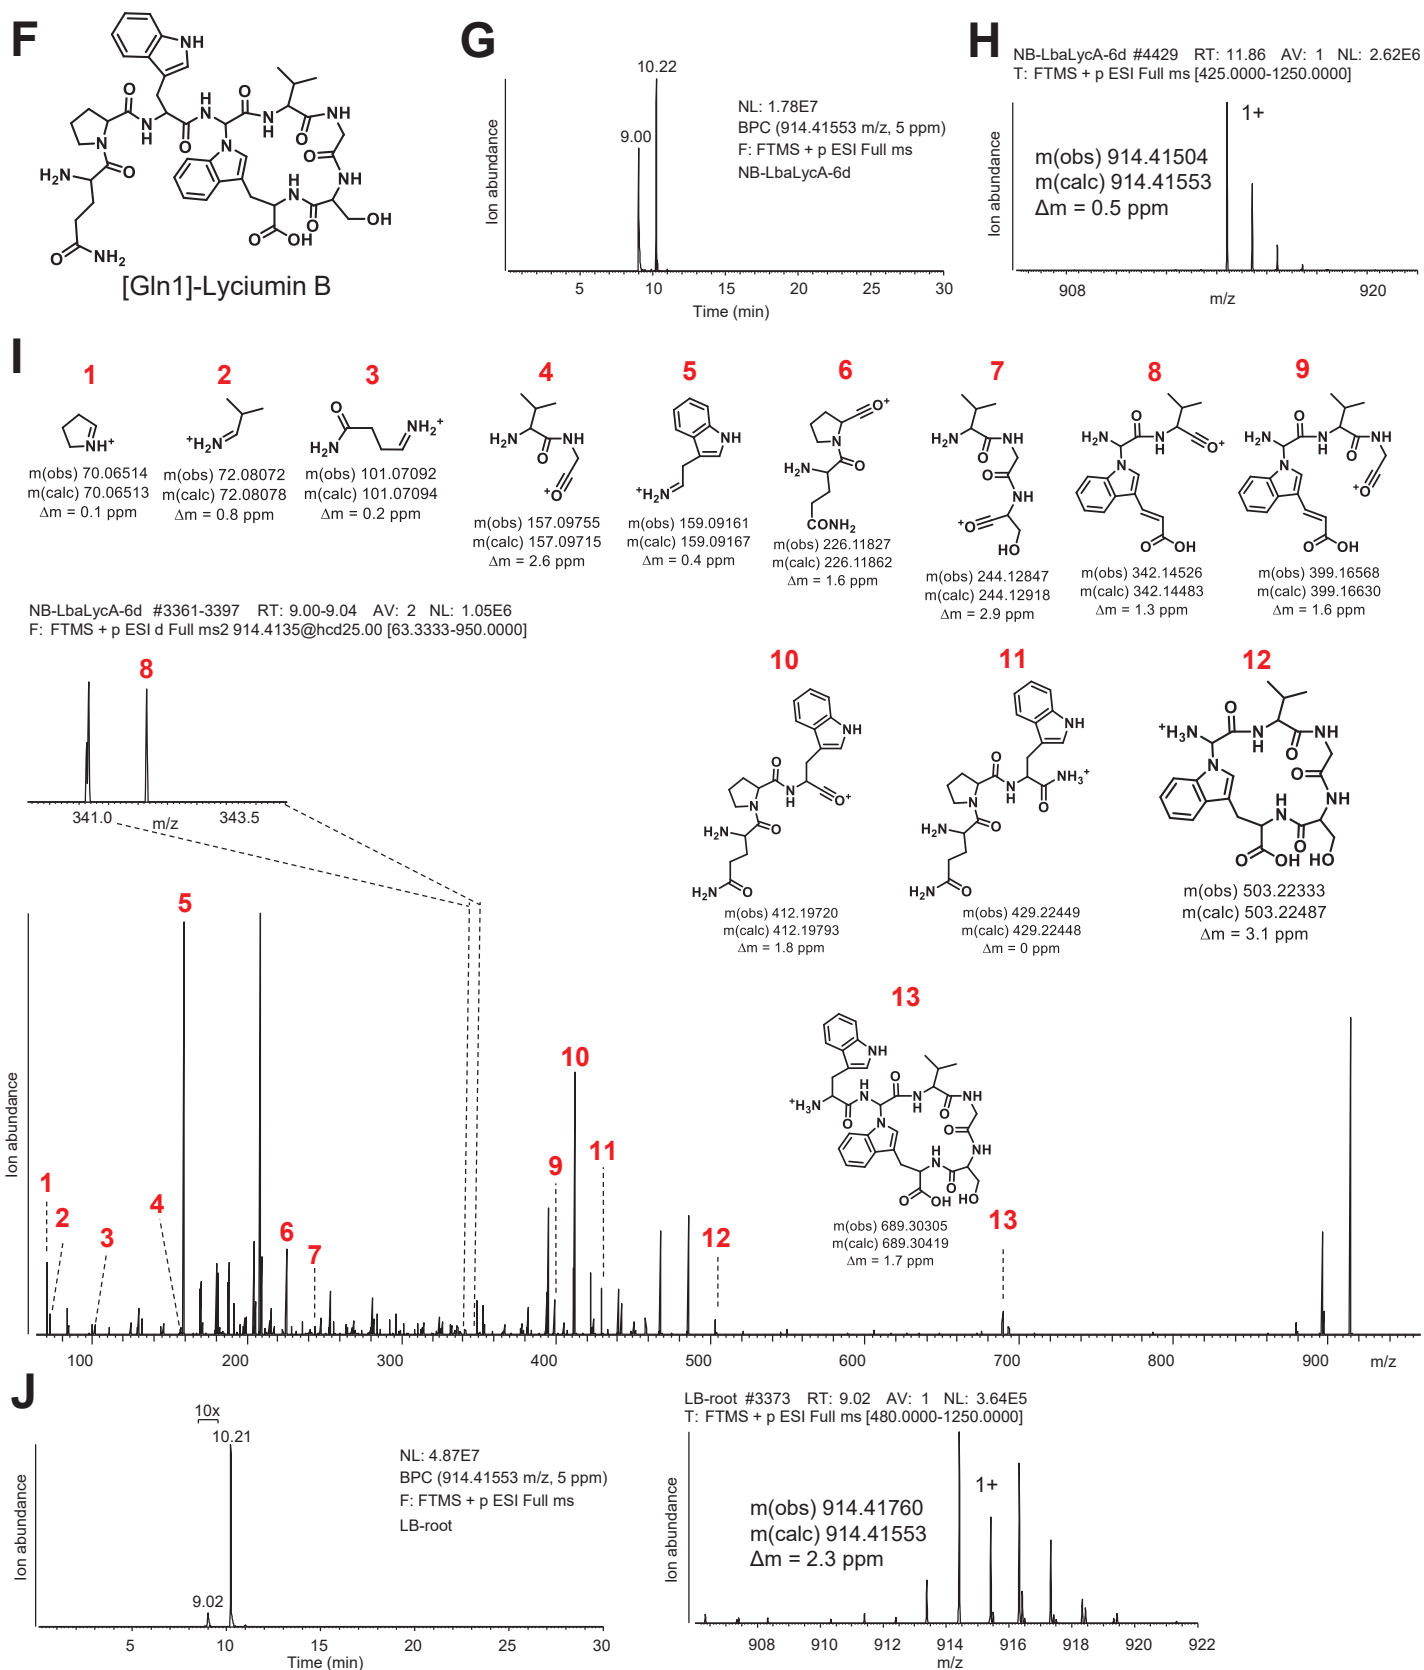 F
[Gln1]-Lyciumin B
G
10.22
9.00
NL: 1.78E7
BPC (914.41553 m/z, 5 ppm)
F: FTMS + p ESI Full ms
NB-LbaLycA-6d
Ion abundance
5 10 15 20 25 30
Time (min)
H
NB-LbaLycA-6d #4429 RT: 11.86 AV: 1 NL: 2.62E6
T: FTMS + p ESI Full ms [425.0000-1250.0000]
1+
m(obs) 914.41504
m(calc) 914.41553
Δm = 0.5 ppm
Ion abundance
908 920
m/z
I
1
m(obs) 70.06514
m(calc) 70.06513
Δm = 0.1 ppm
2
m(obs) 72.08072
m(calc) 72.08078
Δm = 0.8 ppm
3
m(obs) 101.07092
m(calc) 101.07094
Δm = 0.2 ppm
4
m(obs) 157.09755
m(calc) 157.09715
Δm = 2.6 ppm
5
m(obs) 159.09161
m(calc) 159.09167
Δm = 0.4 ppm
6
m(obs) 226.11827
m(calc) 226.11862
Δm = 1.6 ppm
7
m(obs) 244.12847
m(calc) 244.12918
Δm = 2.9 ppm
8
m(obs) 342.14526
m(calc) 342.14483
Δm = 1.3 ppm
9
m(obs) 399.16568
m(calc) 399.16630
Δm = 1.6 ppm
NB-LbaLycA-6d #3361-3397 RT: 9.00-9.04 AV: 2 NL: 1.05E6
F: FTMS + p ESI d Full ms2 914.4135@hcd25.00 [63.3333-950.0000]
8
341.0 m/z 343.5
10
m(obs) 412.19720
m(calc) 412.19793
Δm = 1.8 ppm
11
m(obs) 429.22449
m(calc) 429.22448
Δm = 0 ppm
12
m(obs) 503.22333
m(calc) 503.22487
Δm = 3.1 ppm
13
m(obs) 689.30305
m(calc) 689.30419
Δm = 1.7 ppm
Ion abundance
1
2
3
4
5
6
7
9
10
11
12
13
100 200 300 400 500 600 700 800 900 m/z
J
10x
10.21
9.02
NL: 4.87E7
BPC (914.41553 m/z, 5 ppm)
F: FTMS + p ESI Full ms
LB-root
Ion abundance
5 10 15 20 25 30
Time (min)
LB-root #3373 RT: 9.02 AV: 1 NL: 3.64E5
T: FTMS + p ESI Full ms [480.0000-1250.0000]
1+
m(obs) 914.41760
m(calc) 914.41553
Δm = 2.3 ppm
Ion abundance
908 910 912 914 916 918 920 922
m/z